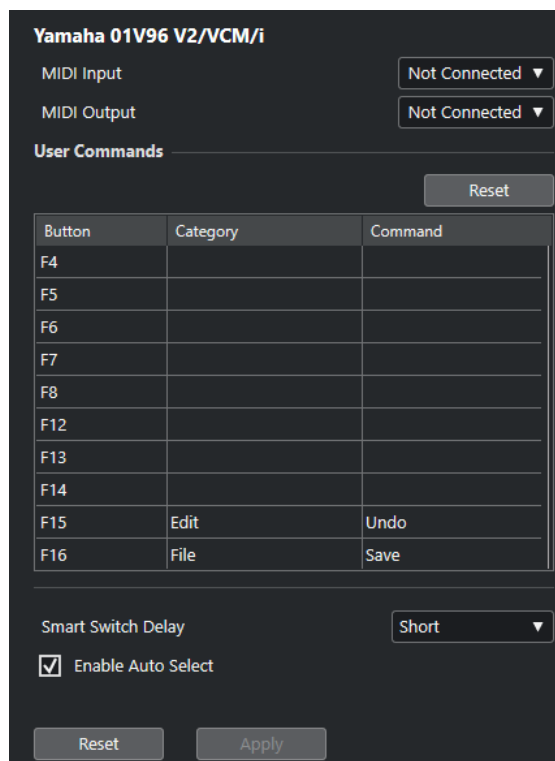 Yamaha 01V96 V2/VCM/i
MIDI Input Not Connected
MIDI Output Not Connected
User Commands
Reset
Button Category Command
F4
F5
F6
F7
F8
F12
F13
F14
F15 Edit Undo
F16 File Save
Smart Switch Delay Short
Enable Auto Select
Reset Apply